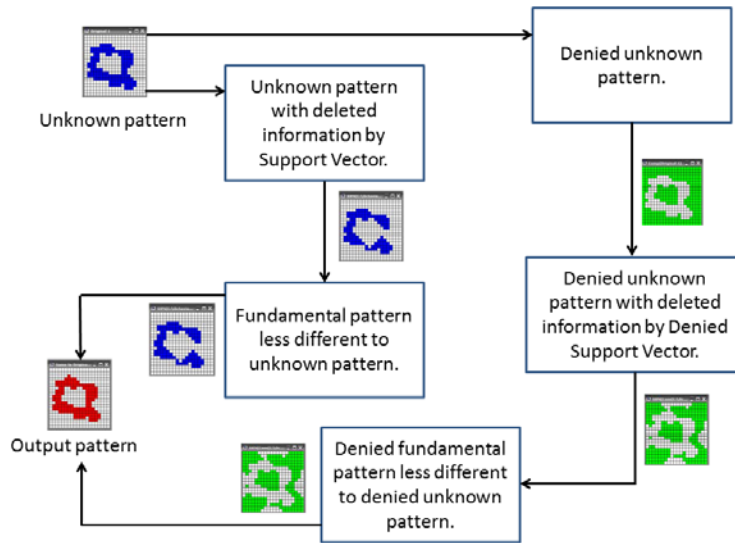 Unknown pattern
Unknown pattern
with deleted
information by
Support Vector.
Denied unknown
pattern.
Fundamental pattern
less different to
unknown pattern.
Denied unknown
pattern with deleted
information by Denied
Support Vector.
Output pattern
Denied fundamental
pattern less different
to denied unknown
pattern.